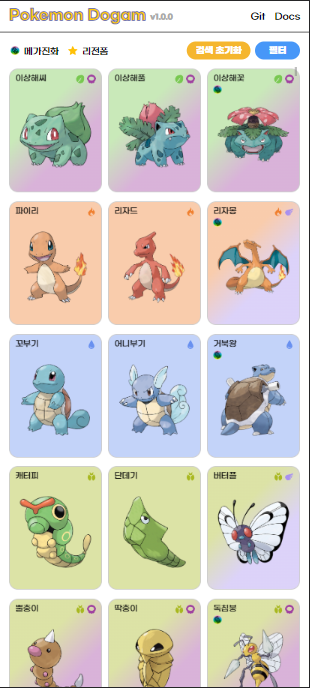 Pokemon Dogam v1.0.0 Git Docs
메가진화 리전폼 검색 초기화 필터
이상해씨 이상해풀 이상해꽃
파이리 리자드 리자몽
꼬부기 어니부기 거북왕
캐터피 단데기 버터플
뿔충이 딱충이 독침붕